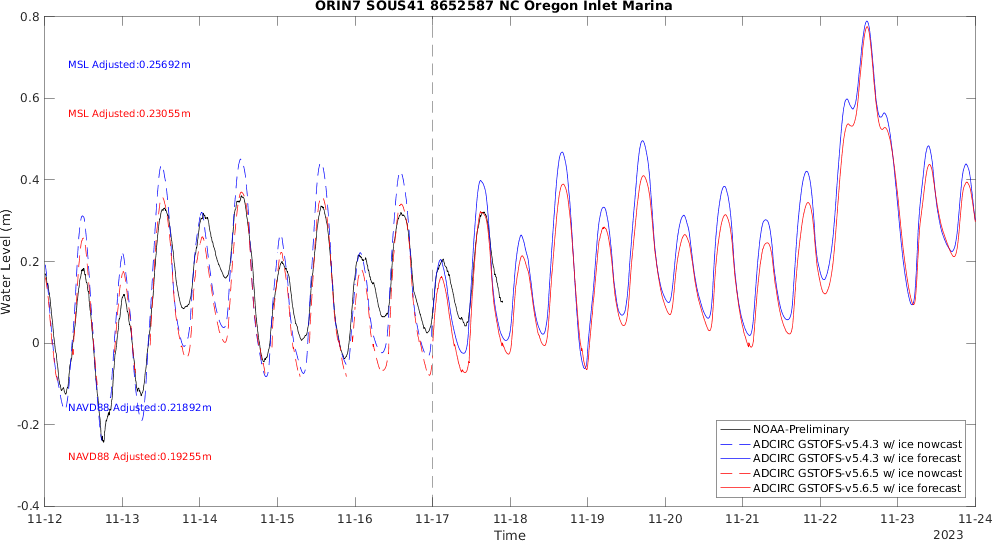 ORIN7 SOUS41 8652587 NC Oregon Inlet Marina
0.8
0.6
0.4
0.2
0
-0.2
-0.4
Water Level (m)
MSL Adjusted:0.25692m
MSL Adjusted:0.23055m
NAVD88 Adjusted:0.21892m
NAVD88 Adjusted:0.19255m
NOAA-Preliminary
ADCIRC GSTOFS-v5.4.3 w/ ice nowcast
ADCIRC GSTOFS-v5.4.3 w/ ice forecast
ADCIRC GSTOFS-v5.6.5 w/ ice nowcast
ADCIRC GSTOFS-v5.6.5 w/ ice forecast
11-12 11-13 11-14 11-15 11-16 11-17 11-18 11-19 11-20 11-21 11-22 11-23 11-24
Time
2023